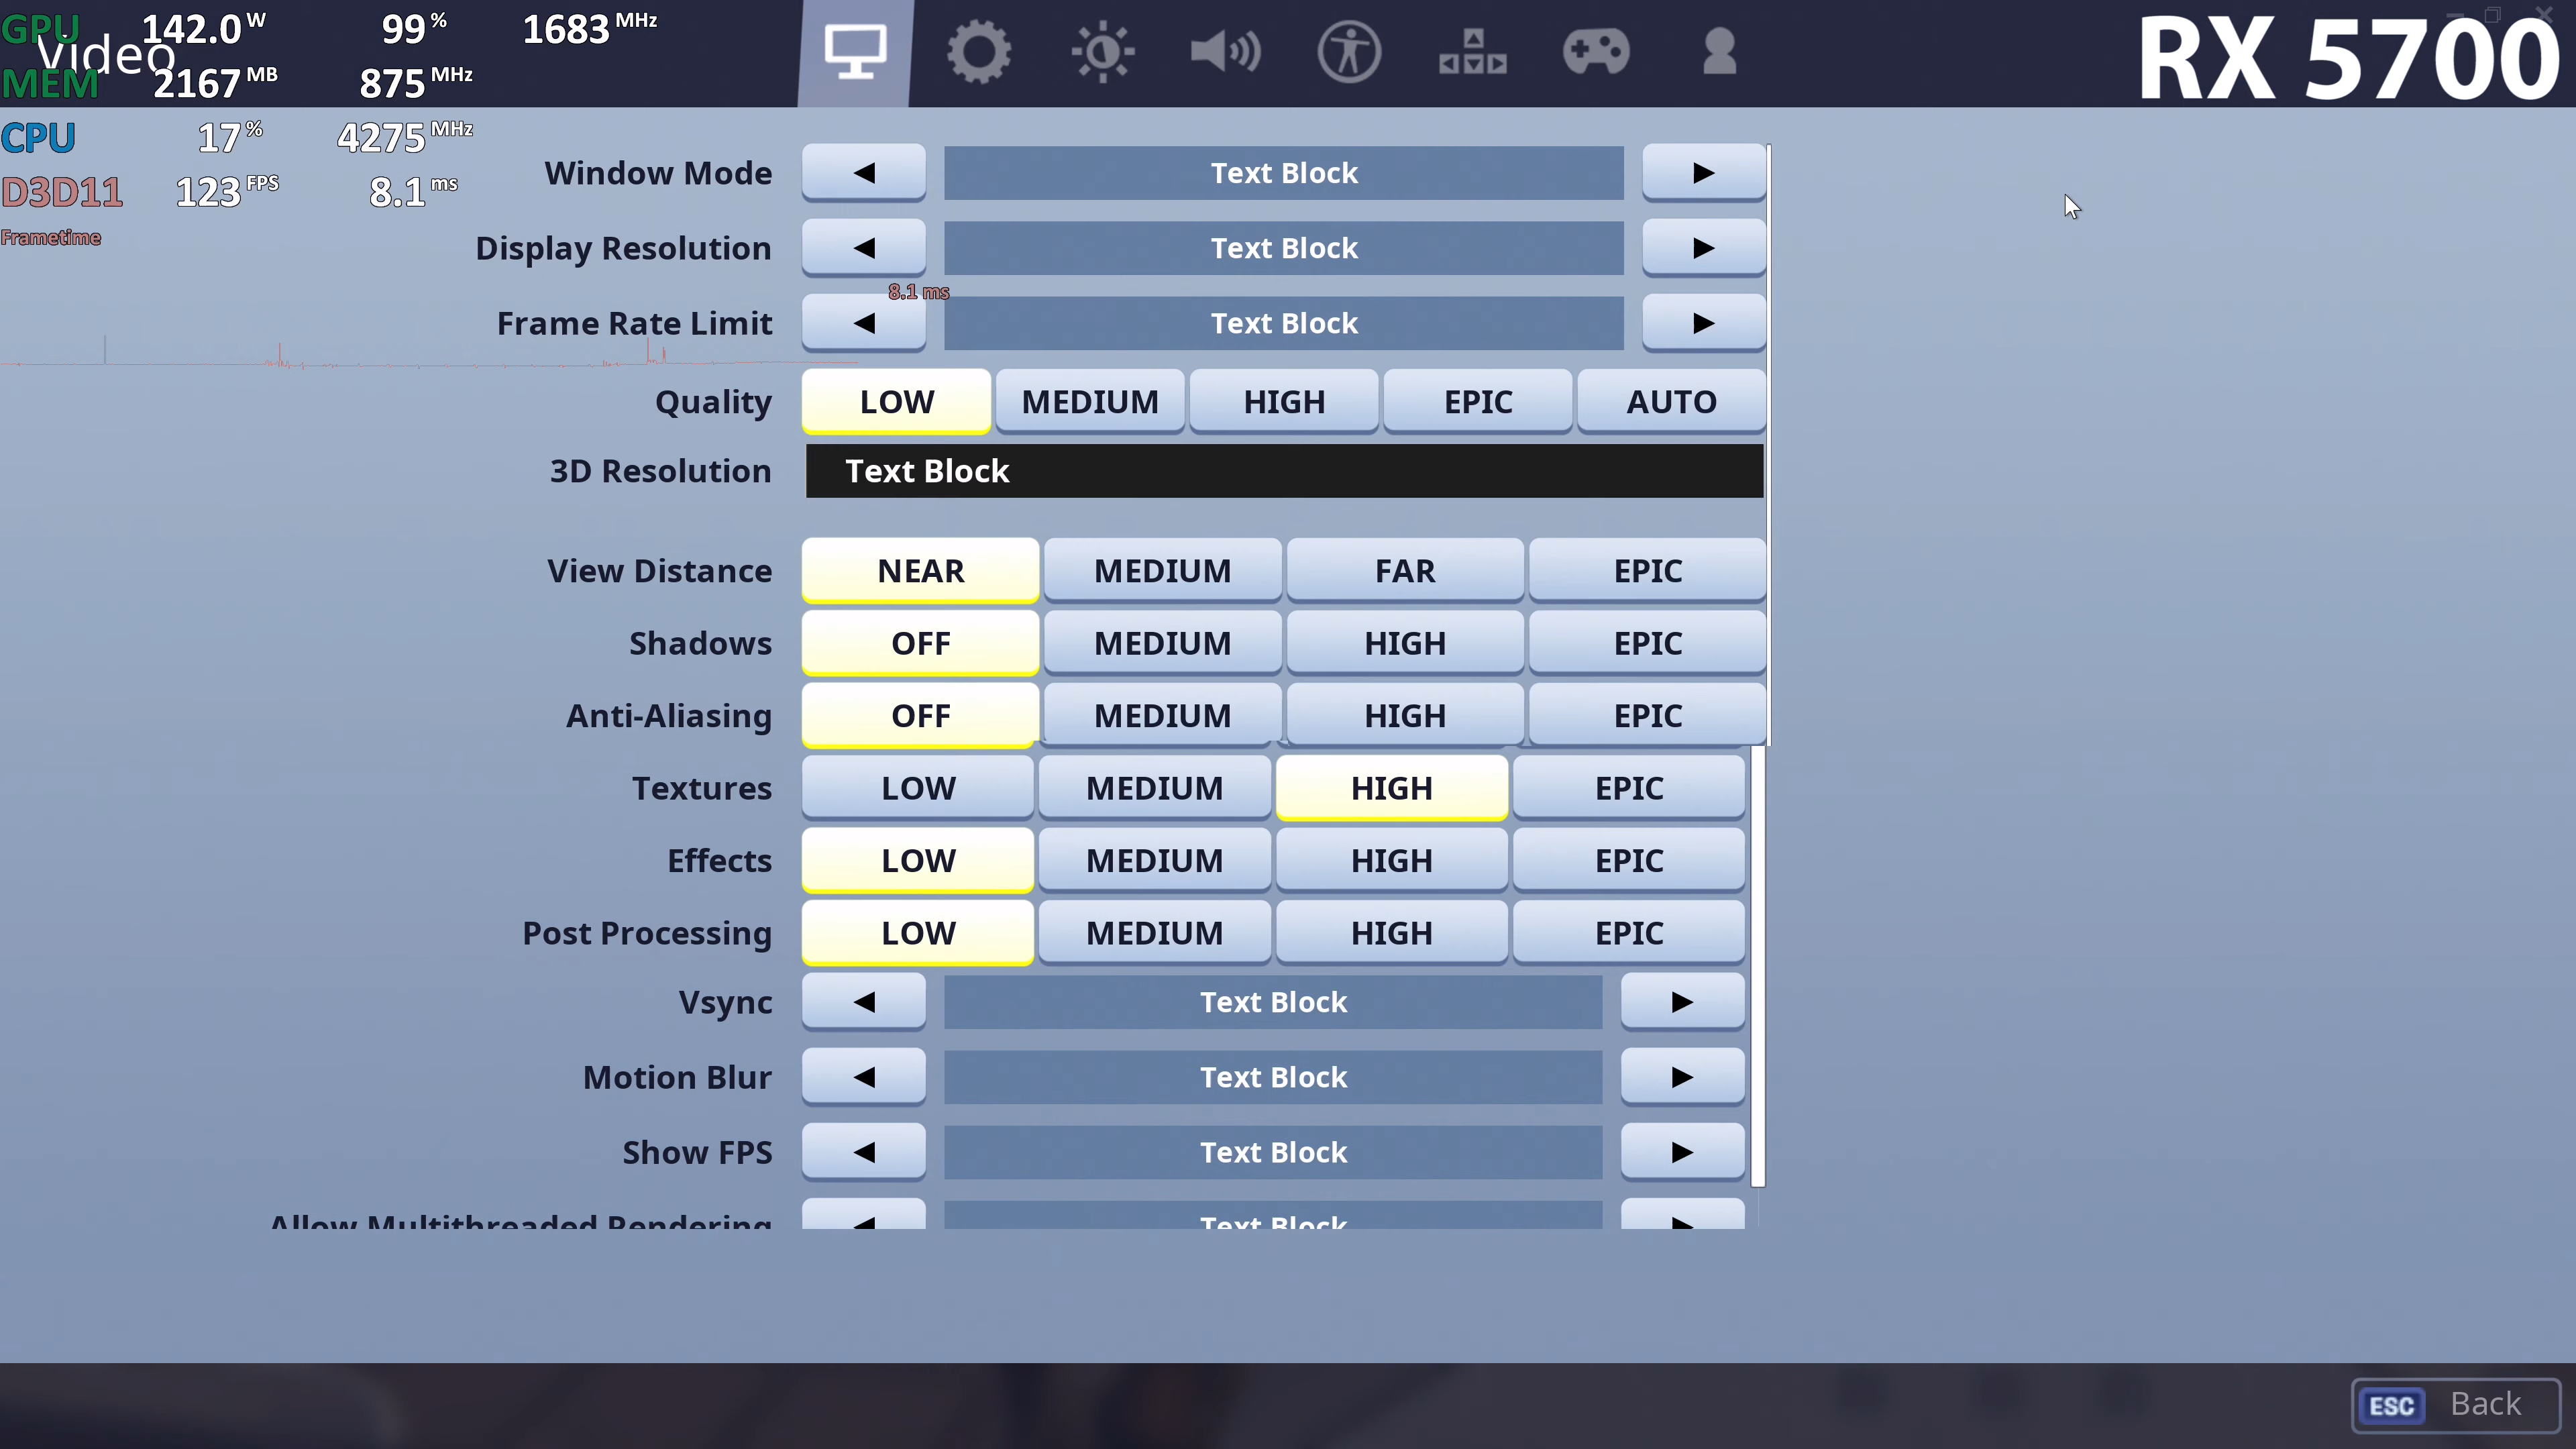 GPU 142.0 W 99 % 1683 MHz
Video
RX 5700
MEM 2167 MB 875 MHz
CPU 17 % 4275 MHz
D3D11 123 FPS 8.1 ms
Frametime
8.1 ms
Window Mode Text Block
Display Resolution Text Block
Frame Rate Limit Text Block
Quality LOW MEDIUM HIGH EPIC AUTO
3D Resolution Text Block
View Distance NEAR MEDIUM FAR EPIC
Shadows OFF MEDIUM HIGH EPIC
Anti-Aliasing OFF MEDIUM HIGH EPIC
Textures LOW MEDIUM HIGH EPIC
Effects LOW MEDIUM HIGH EPIC
Post Processing LOW MEDIUM HIGH EPIC
Vsync Text Block
Motion Blur Text Block
Show FPS Text Block
Allow Multithreaded Rendering Text Block
ESC Back